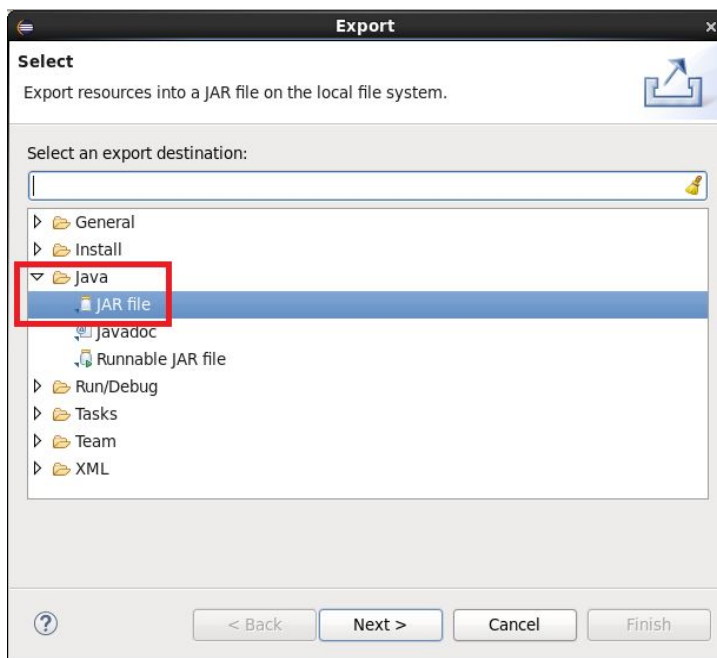 Export
Select
Export resources into a JAR file on the local file system.
Select an export destination:
General
Install
Java
JAR file
Javadoc
Runnable JAR file
Run/Debug
Tasks
Team
XML
? < Back Next > Cancel Finish